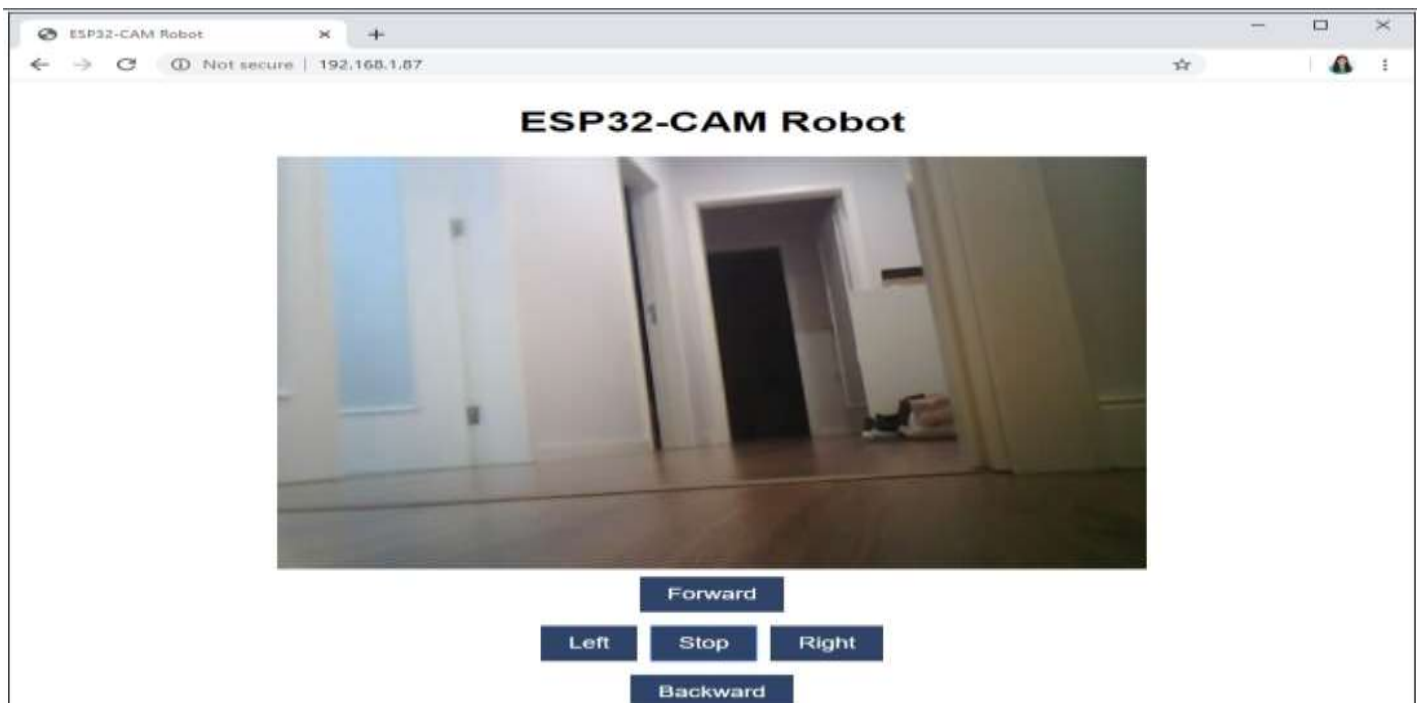 ESP32-CAM Robot
Not secure | 192.168.1.87
ESP32-CAM Robot
Forward
Left Stop Right
Backward